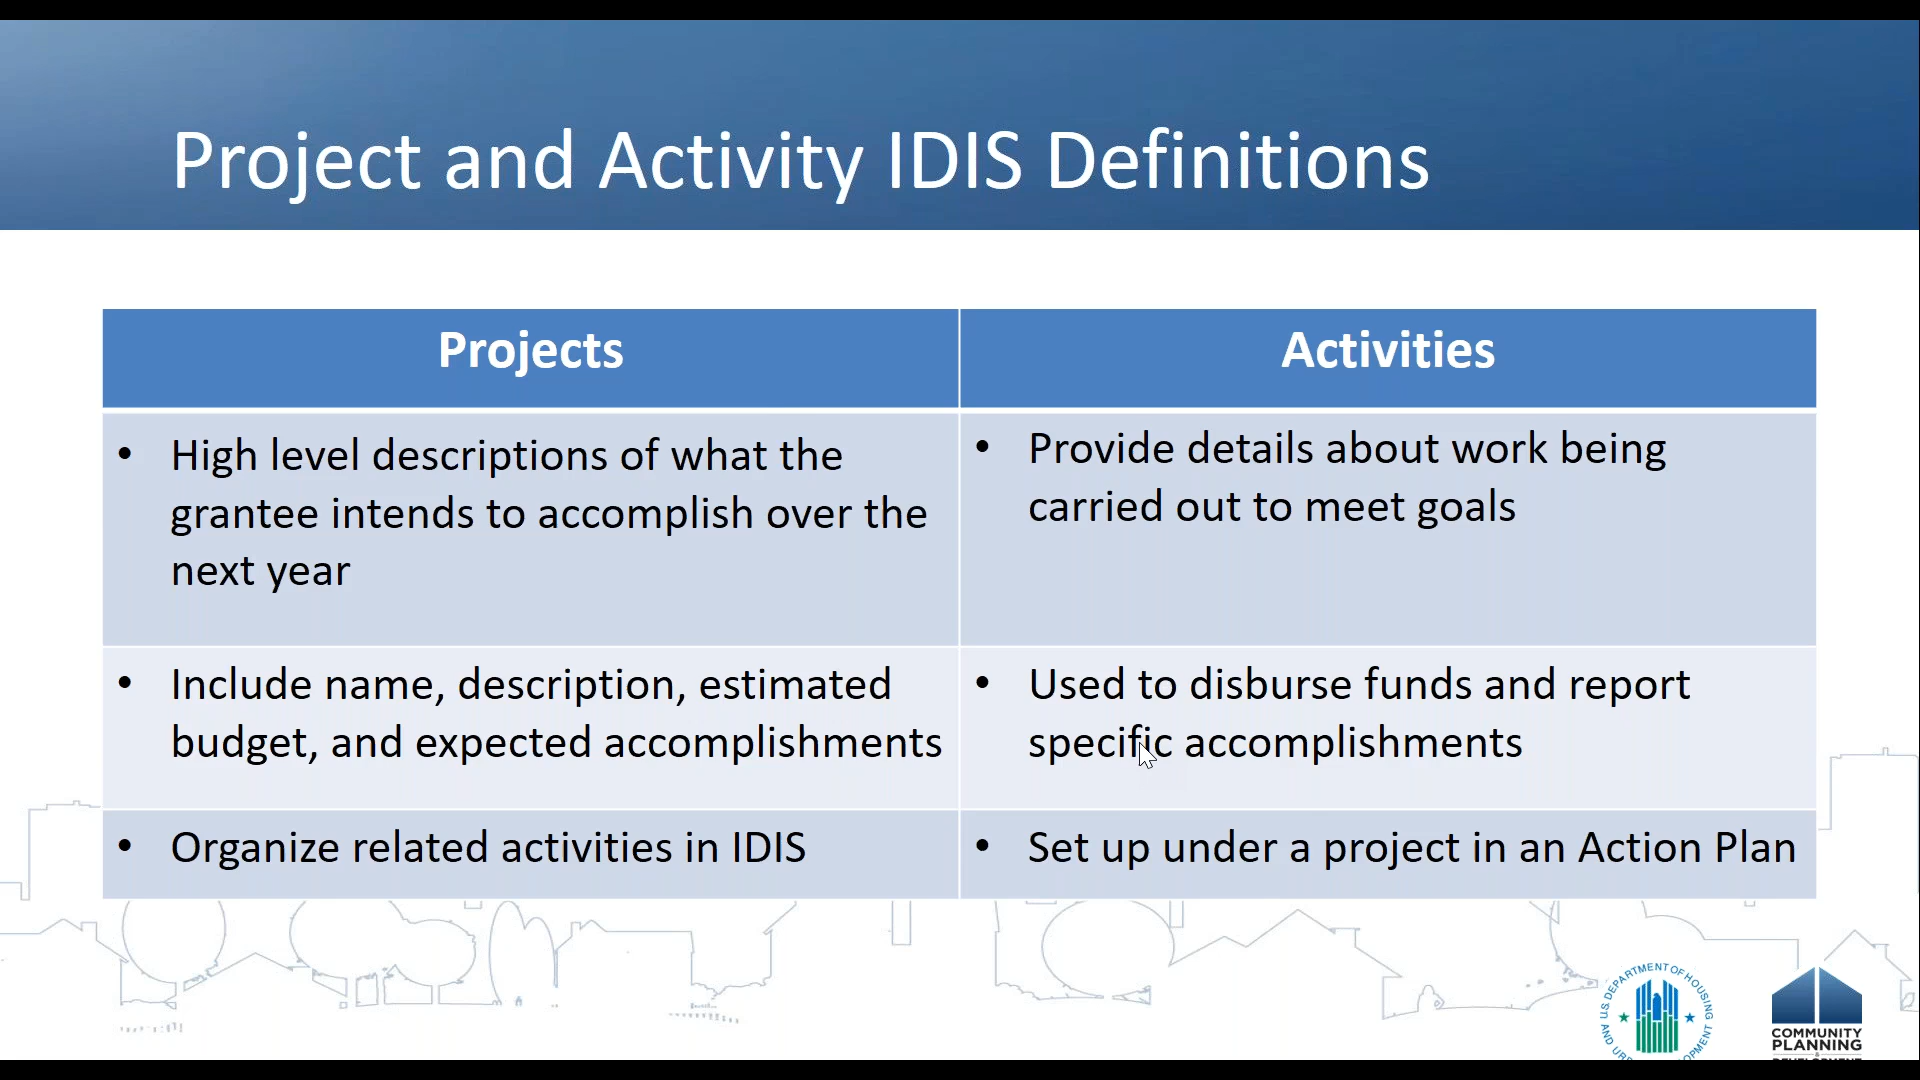 Project and Activity IDIS Definitions
Projects
Activities
• High level descriptions of what the
grantee intends to accomplish over the
next year
• Provide details about work being
carried out to meet goals
• Include name, description, estimated
budget, and expected accomplishments
• Used to disburse funds and report
specific accomplishments
• Organize related activities in IDIS
• Set up under a project in an Action Plan
U.S. DEPARTMENT OF HOUSING
COMMUNITY
PLANNING